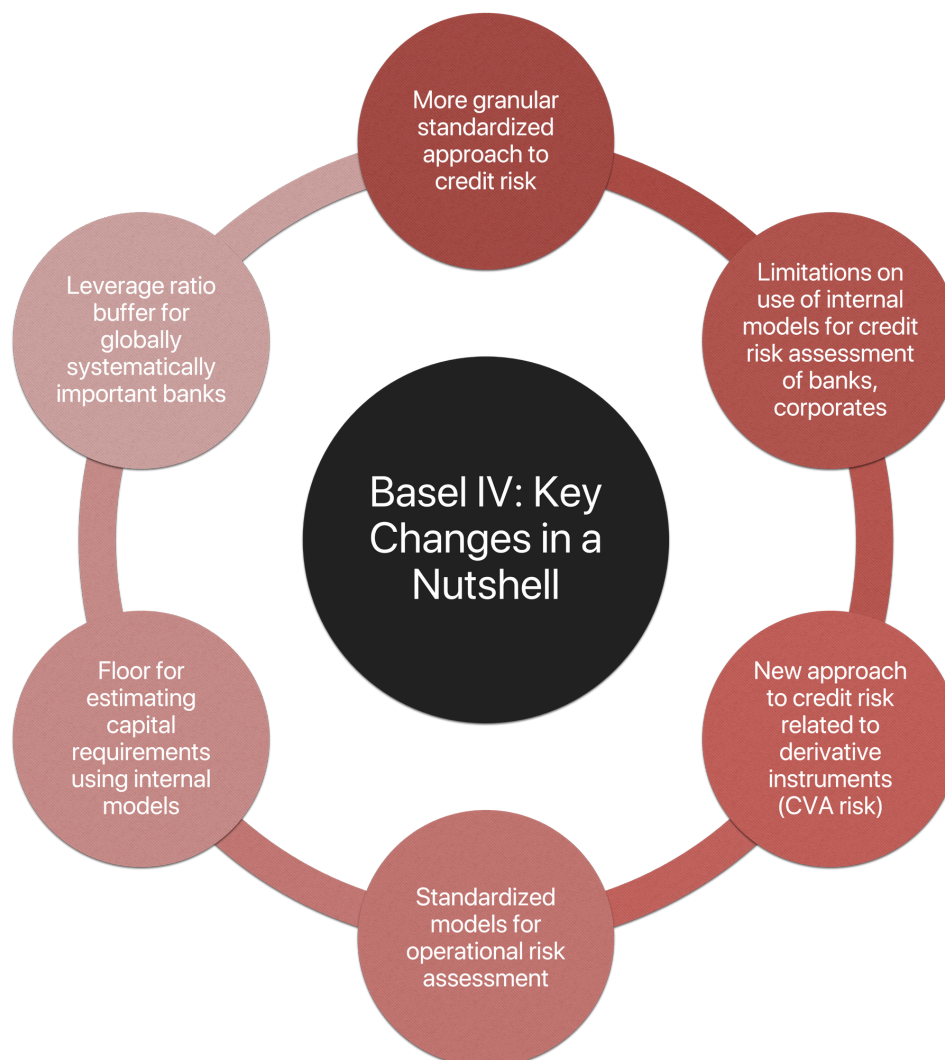 More granular
standardized
approach to
credit risk
Limitations on
use of internal
models for credit
risk assessment
of banks,
corporates
New approach
to credit risk
related to
derivative
instruments
(CVA risk)
Standardized
models for
operational risk
assessment
Floor for
estimating
capital
requirements
using internal
models
Leverage ratio
buffer for
globally
systematically
important banks
Basel IV: Key
Changes in a
Nutshell